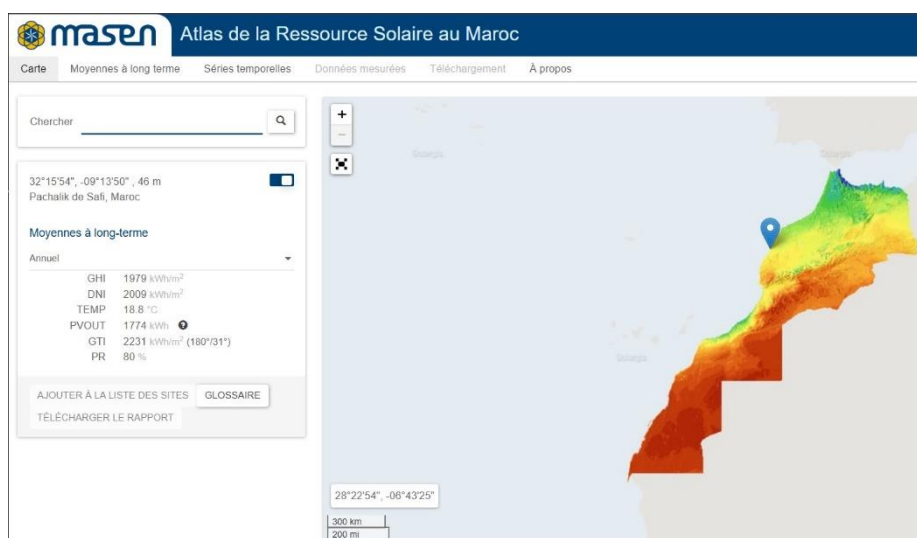 masen Atlas de la Ressource Solaire au Maroc
Carte Moyennes à long terme Séries temporelles Données mesurées Téléchargement À propos
Chercher
32°15'54", -09°13'50" , 46 m
Pachalik de Safi, Maroc
Moyennes à long-terme
Annuel
GHI 1979 kWh/m²
DNI 2009 kWh/m²
TEMP 18.8 °C
PVOUT 1774 kWh ?
GTI 2231 kWh/m² (180°/31°)
PR 80 %
AJOUTER À LA LISTE DES SITES GLOSSAIRE
TÉLÉCHARGER LE RAPPORT
+
−
28°22'54", -06°43'25"
300 km
200 mi